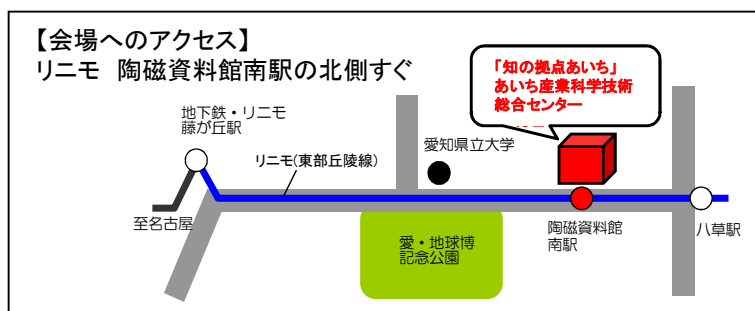 【会場へのアクセス】
リニモ 陶磁資料館南駅の北側すぐ
「知の拠点あいち」
あいち産業科学技術
総合センター
地下鉄・リニモ
藤が丘駅
リニモ(東部丘陵線)
愛知県立大学
至名古屋
愛・地球博
記念公園
陶磁資料館
南駅
八草駅